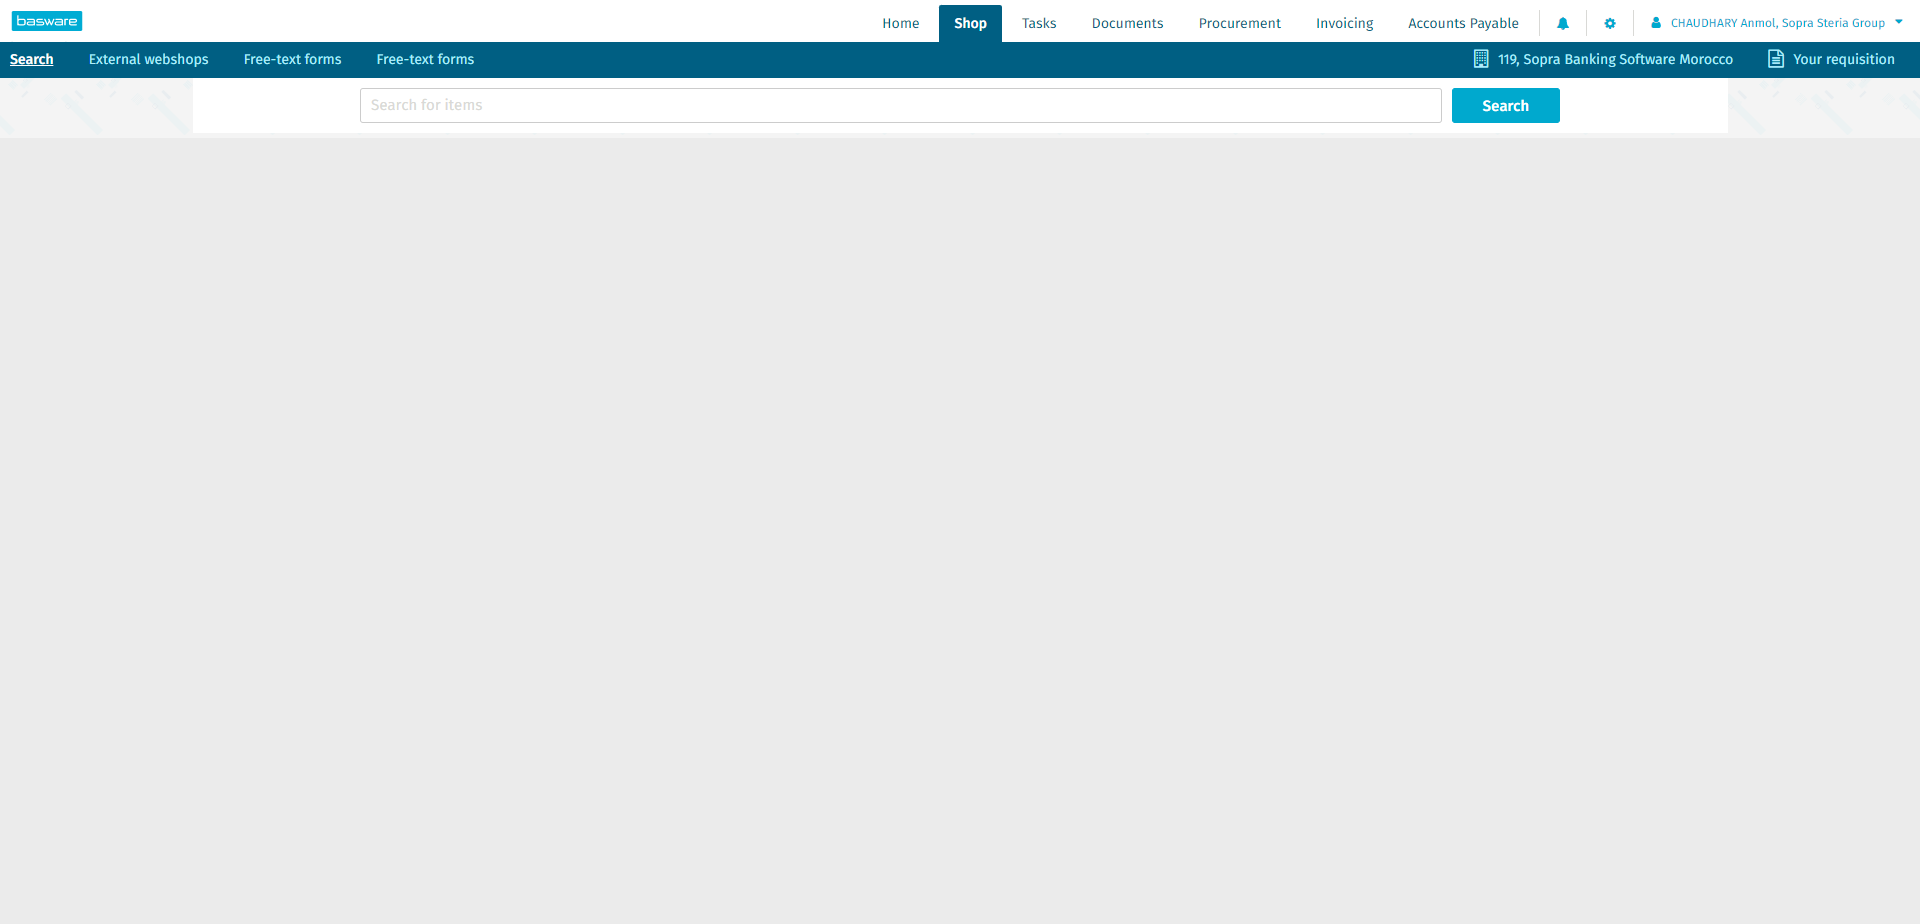 basware
Home Shop Tasks Documents Procurement Invoicing Accounts Payable CHAUDHARY Anmol, Sopra Steria Group
Search External webshops Free-text forms Free-text forms 119, Sopra Banking Software Morocco Your requisition
Search for items Search